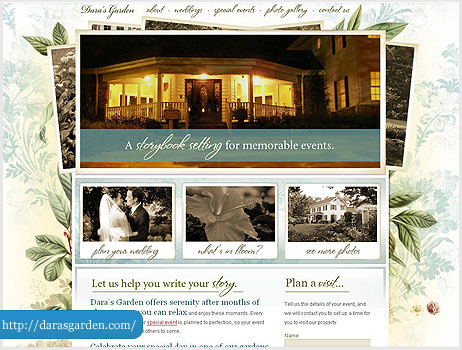 Dara's Garden about · weddings · special events · photo gallery · contact us
A storybook setting for memorable events.
plan your wedding
what's in bloom?
see more photos
Let us help you write your story.
Dara's Garden offers serenity after months of
you can relax and enjoy these moments. Every
special event is planned to perfection, so your event
others to come.
Celebrate your special day in one of our gardens
Plan a visit...
Tell us the details of your event, and
we will contact you to set up a time for
you to visit our property.
Name
http://darasgarden.com/